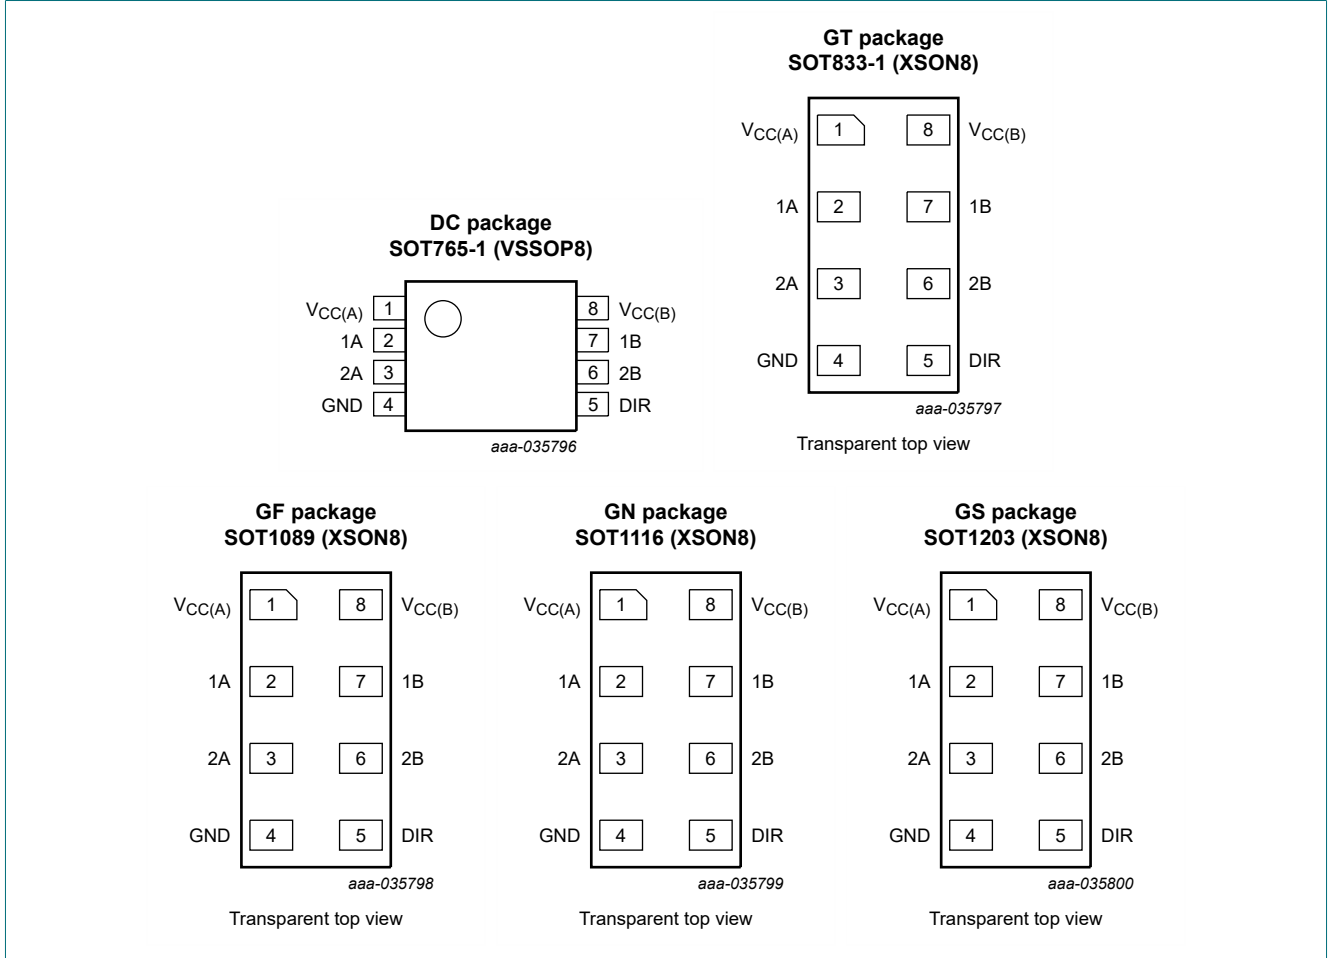 GT package
SOT833-1 (XSON8)
VCC(A) 1 8 VCC(B)
1A 2 7 1B
2A 3 6 2B
GND 4 5 DIR
aaa-035797
Transparent top view
DC package
SOT765-1 (VSSOP8)
VCC(A) 1 8 VCC(B)
1A 2 7 1B
2A 3 6 2B
GND 4 5 DIR
aaa-035796
GF package
SOT1089 (XSON8)
VCC(A) 1 8 VCC(B)
1A 2 7 1B
2A 3 6 2B
GND 4 5 DIR
aaa-035798
Transparent top view
GN package
SOT1116 (XSON8)
VCC(A) 1 8 VCC(B)
1A 2 7 1B
2A 3 6 2B
GND 4 5 DIR
aaa-035799
Transparent top view
GS package
SOT1203 (XSON8)
VCC(A) 1 8 VCC(B)
1A 2 7 1B
2A 3 6 2B
GND 4 5 DIR
aaa-035800
Transparent top view